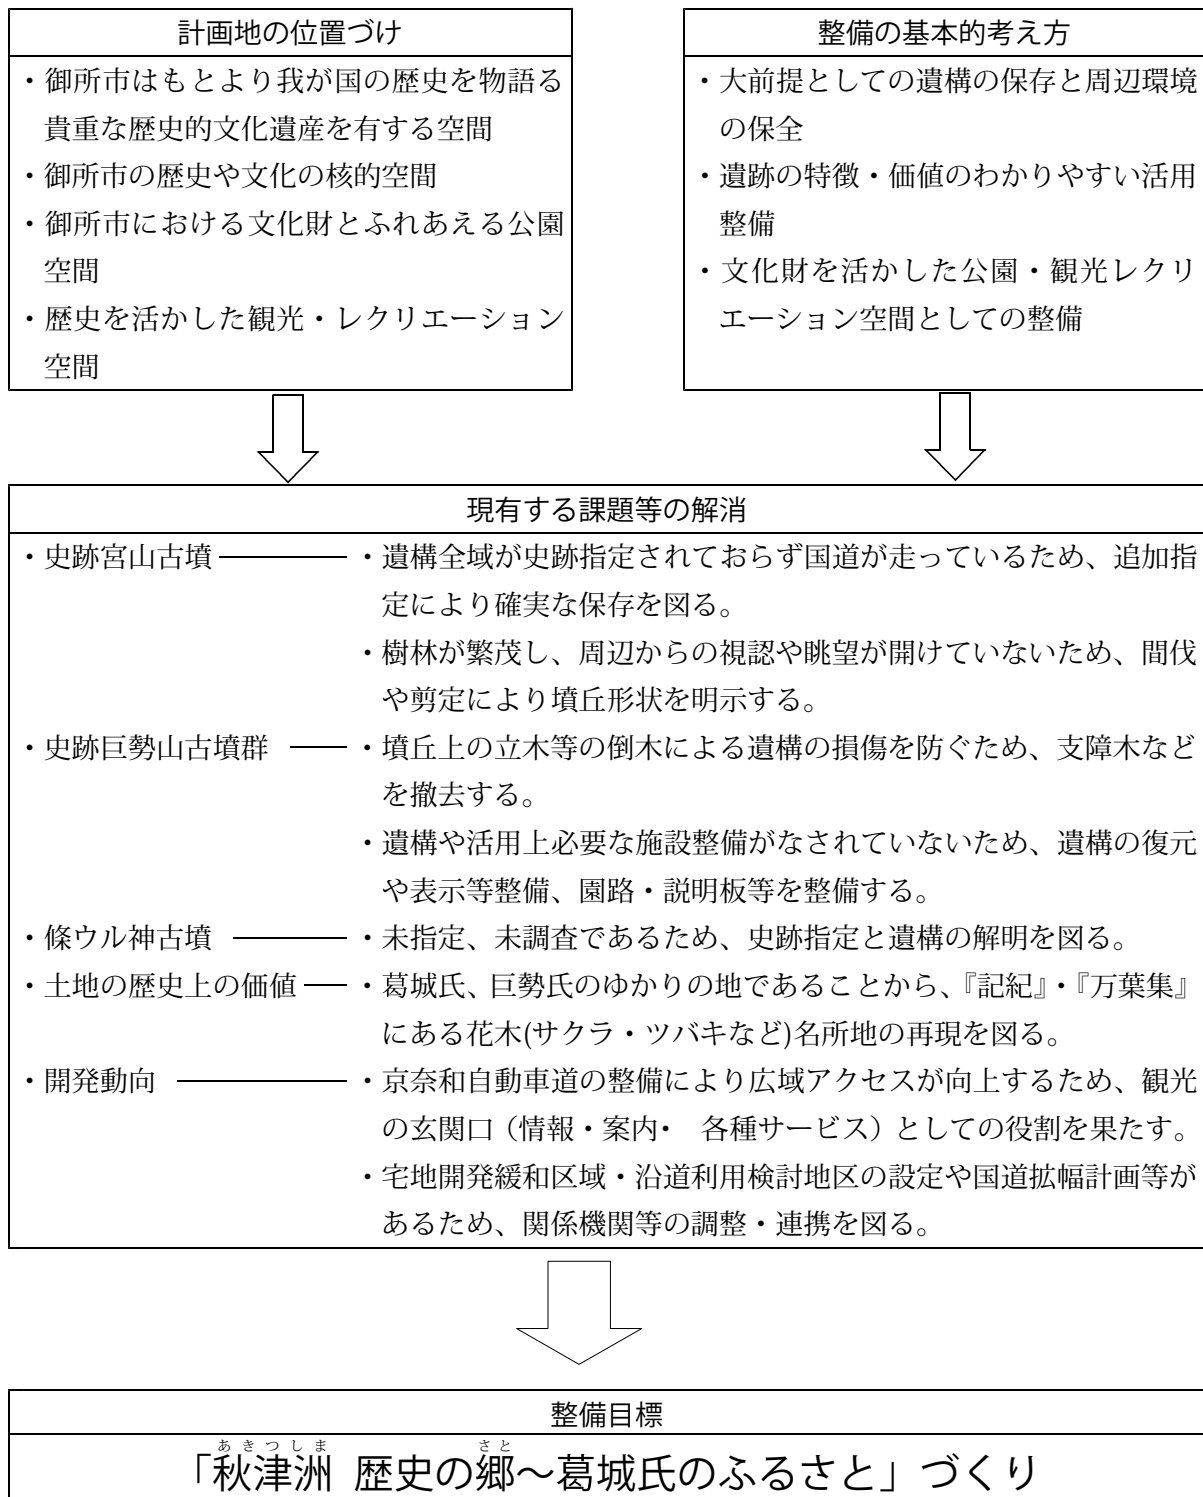 計画地の位置づけ
・御所市はもとより我が国の歴史を物語る
貴重な歴史的文化遺産を有する空間
・御所市の歴史や文化の核的空間
・御所市における文化財とふれあえる公園
空間
・歴史を活かした観光・レクリエーション
空間
整備の基本的考え方
・大前提としての遺構の保存と周辺環境
の保全
・遺跡の特徴・価値のわかりやすい活用
整備
・文化財を活かした公園・観光レクリ
エーション空間としての整備
現有する課題等の解消
・史跡宮山古墳 ・遺構全域が史跡指定されておらず国道が走っているため、追加指
定により確実な保存を図る。
・樹林が繁茂し、周辺からの視認や眺望が開けていないため、間伐
や剪定により墳丘形状を明示する。
・史跡巨勢山古墳群 ・墳丘上の立木等の倒木による遺構の損傷を防ぐため、支障木など
を撤去する。
・遺構や活用上必要な施設整備がなされていないため、遺構の復元
や表示等整備、園路・説明板等を整備する。
・條ウル神古墳 ・未指定、未調査であるため、史跡指定と遺構の解明を図る。
・土地の歴史上の価値 ・葛城氏、巨勢氏のゆかりの地であることから、『記紀』・『万葉集』
にある花木(サクラ・ツバキなど)名所地の再現を図る。
・開発動向 ・京奈和自動車道の整備により広域アクセスが向上するため、観光
の玄関口（情報・案内・ 各種サービス）としての役割を果たす。
・宅地開発緩和区域・沿道利用検討地区の設定や国道拡幅計画等が
あるため、関係機関等の調整・連携を図る。
整備目標
あきつしま さと
「秋津洲 歴史の郷～葛城氏のふるさと」づくり